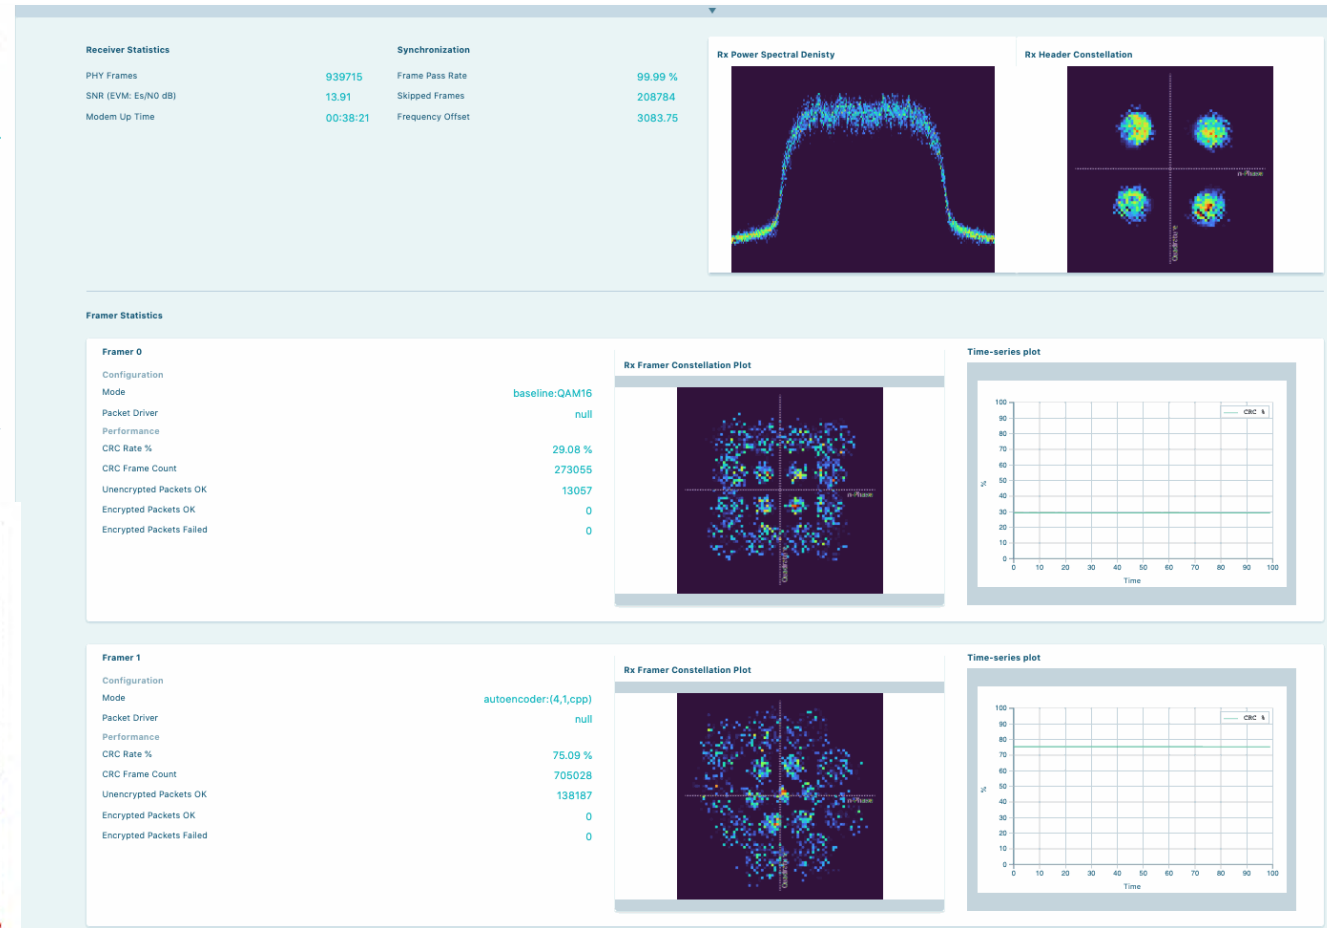 Receiver Statistics
PHY Frames 939715
SNR (EVM: Es/N0 dB) 13.91
Modem Up Time 00:38:21
Synchronization
Frame Pass Rate 99.99 %
Skipped Frames 208784
Frequency Offset 3083.75
Rx Power Spectral Denisty
Rx Header Constellation
n-Phase
Quadrature
Framer Statistics
Framer 0
Configuration
Mode baseline:QAM16
Packet Driver null
Performance
CRC Rate % 29.08 %
CRC Frame Count 273055
Unencrypted Packets OK 13057
Encrypted Packets OK 0
Encrypted Packets Failed 0
Rx Framer Constellation Plot
n-Phase
Quadrature
Time-series plot
CRC %
100
90
80
70
60
50
40
30
20
10
0
%
0 10 20 30 40 50 60 70 80 90 100
Time
Framer 1
Configuration
Mode autoencoder:(4,1,cpp)
Packet Driver null
Performance
CRC Rate % 75.09 %
CRC Frame Count 705028
Unencrypted Packets OK 138187
Encrypted Packets OK 0
Encrypted Packets Failed 0
Rx Framer Constellation Plot
n-Phase
Quadrature
Time-series plot
CRC %
100
90
80
70
60
50
40
30
20
10
0
%
0 10 20 30 40 50 60 70 80 90 100
Time